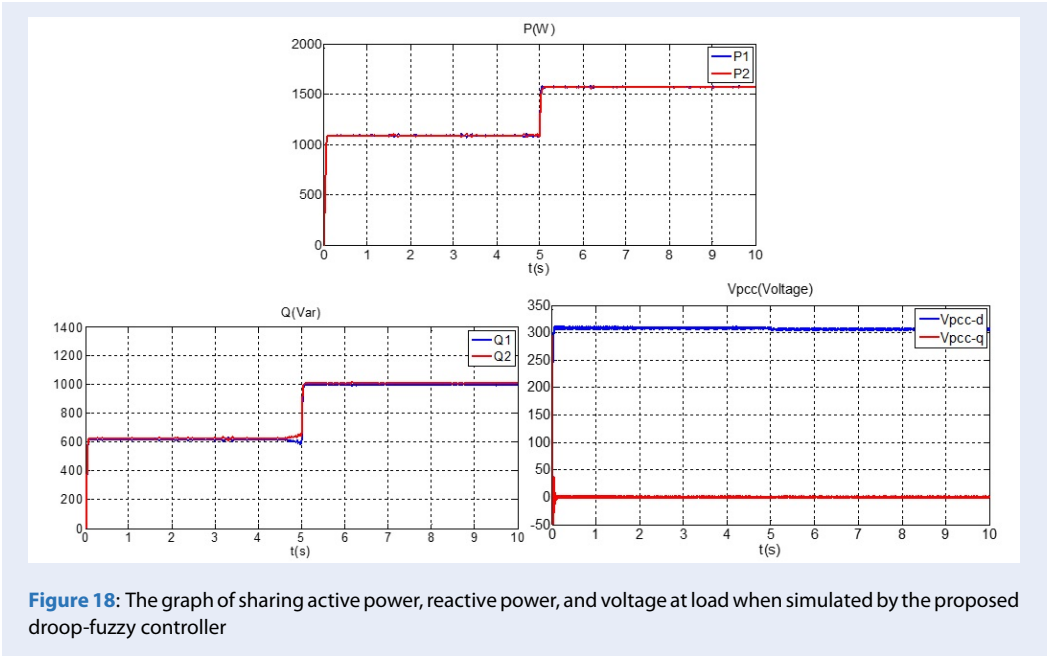 P(W)
2000
1500
1000
500
0
P1
P2
0 1 2 3 4 5 6 7 8 9 10
t(s)
Q(Var)
1400
1200
1000
800
600
400
200
0
Q1
Q2
0 1 2 3 4 5 6 7 8 9 10
t(s)
Vpcc(Voltage)
350
300
250
200
150
100
50
0
-50
Vpcc-d
Vpcc-q
0 1 2 3 4 5 6 7 8 9 10
t(s)
Figure 18: The graph of sharing active power, reactive power, and voltage at load when simulated by the proposed
droop-fuzzy controller